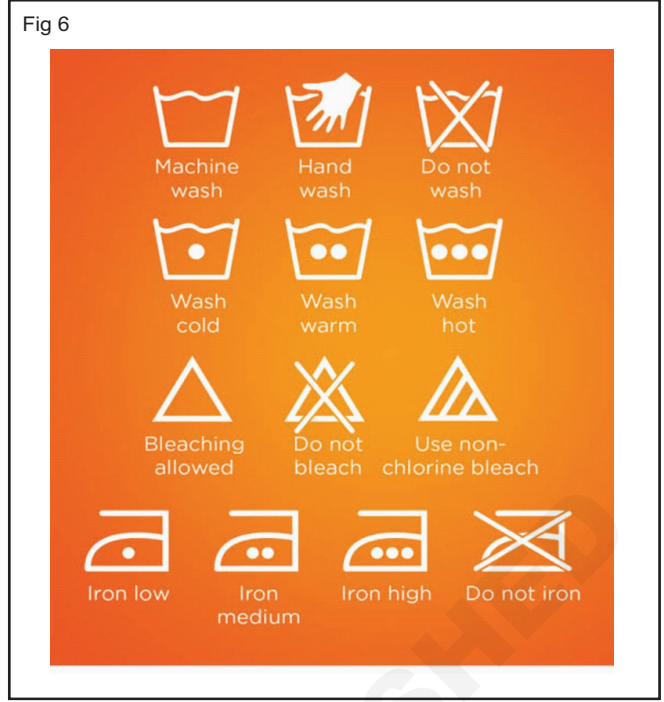 Fig 6
Machine
wash
Hand
wash
Do not
wash
Wash
cold
Wash
warm
Wash
hot
Bleaching
allowed
Do not
bleach
Use non-
chlorine bleach
Iron low
Iron
medium
Iron high
Do not iron